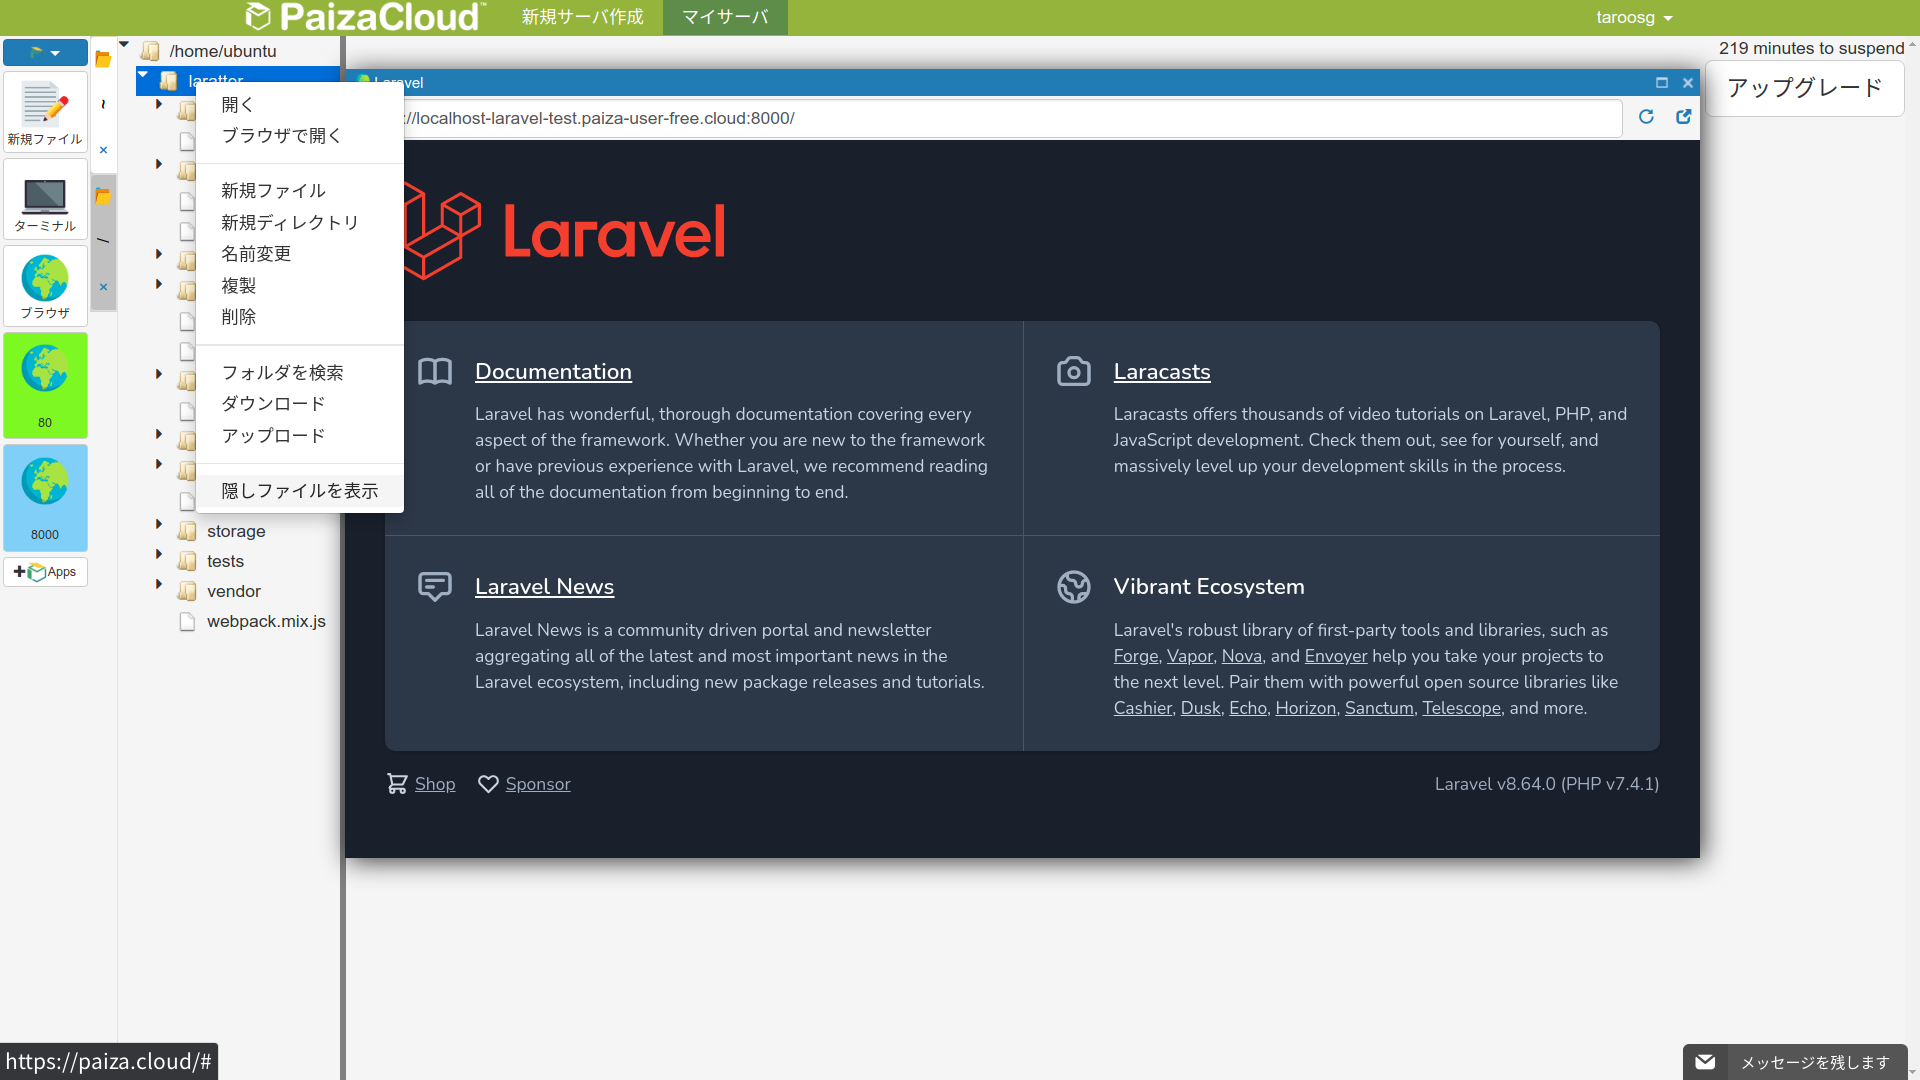 PaizaCloud
新規サーバ作成
マイサーバ
taroosg
219 minutes to suspend
アップグレード
新規ファイル
ターミナル
ブラウザ
80
8000
Apps
~
×
/
×
/home/ubuntu
larattor
開く
ブラウザで開く
新規ファイル
新規ディレクトリ
名前変更
複製
削除
フォルダを検索
ダウンロード
アップロード
隠しファイルを表示
storage
tests
vendor
webpack.mix.js
Laravel
://localhost-laravel-test.paiza-user-free.cloud:8000/
Laravel
Documentation
Laravel has wonderful, thorough documentation covering every
aspect of the framework. Whether you are new to the framework
or have previous experience with Laravel, we recommend reading
all of the documentation from beginning to end.
Laracasts
Laracasts offers thousands of video tutorials on Laravel, PHP, and
JavaScript development. Check them out, see for yourself, and
massively level up your development skills in the process.
Laravel News
Laravel News is a community driven portal and newsletter
aggregating all of the latest and most important news in the
Laravel ecosystem, including new package releases and tutorials.
Vibrant Ecosystem
Laravel's robust library of first-party tools and libraries, such as
Forge, Vapor, Nova, and Envoyer help you take your projects to
the next level. Pair them with powerful open source libraries like
Cashier, Dusk, Echo, Horizon, Sanctum, Telescope, and more.
Shop
Sponsor
Laravel v8.64.0 (PHP v7.4.1)
https://paiza.cloud/#
メッセージを残します